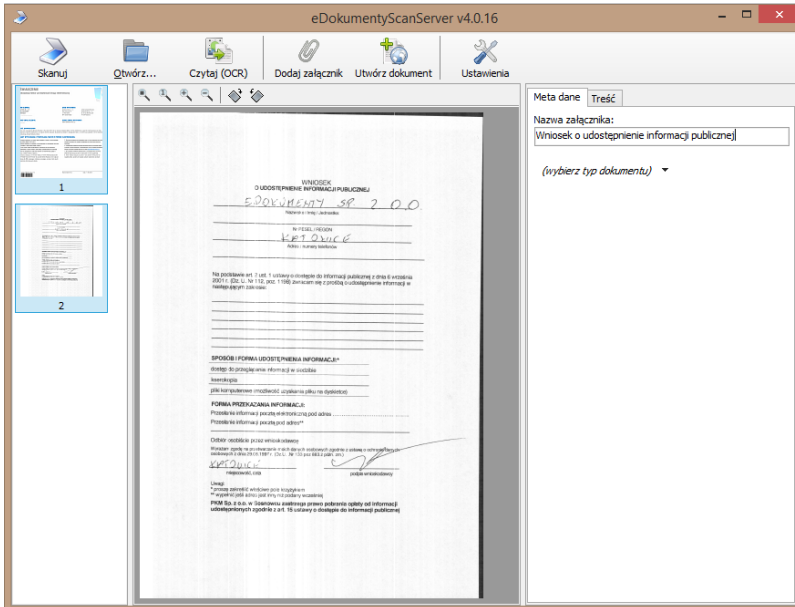 eDokumentyScanServer v4.0.16
Skanuj
Otwórz...
Czytaj (OCR)
Dodaj załącznik
Utwórz dokument
Ustawienia
1
2
WNIOSEK
O UDOSTĘPNIENIE INFORMACJI PUBLICZNEJ
EDOKUMENTY SP. Z O.O.
Nr PESEL / REGON
KATOWICE
Adres i numery telefonów
Na podstawie art. 2 ust. 1 ustawy o dostępie do informacji publicznej z dnia 6 września
2001 r. (Dz. U. Nr 112, poz. 1198) zwracam się z prośbą o udostępnienie informacji w
następującym zakresie:
SPOSÓB I FORMA UDOSTĘPNIENIA INFORMACJI:*
dostęp do przeglądania informacji w siedzibie
kserokopia
pliki komputerowe (możliwość uzyskania pliku na dyskietce)
FORMA PRZEKAZANIA INFORMACJI:
Przesłanie informacji pocztą elektroniczną pod adres
Przesłanie informacji pocztą pod adres**
Odbiór osobiście przez wnioskodawcę
KATOWICE
miejscowość, data
podpis wnioskodawcy
Uwagi:
* proszę zakreślić właściwe pole krzyżykiem
** wypełnić jeśli adres jest inny niż podany wcześniej
PKM Sp. z o.o. w Sosnowcu zastrzega prawo pobrania opłaty od informacji
udostępnionych zgodnie z art. 15 ustawy o dostępie do informacji publicznej
Meta dane
Treść
Nazwa załącznika:
Wniosek o udostępnienie informacji publicznej
(wybierz typ dokumentu)